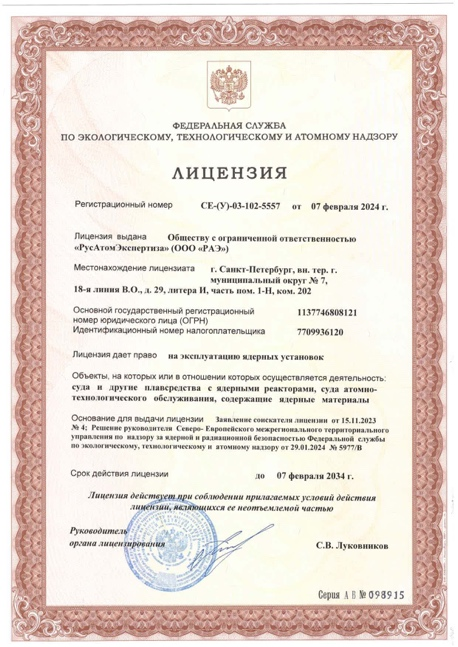 ФЕДЕРАЛЬНАЯ СЛУЖБА
ПО ЭКОЛОГИЧЕСКОМУ, ТЕХНОЛОГИЧЕСКОМУ И АТОМНОМУ НАДЗОРУ
ЛИЦЕНЗИЯ
Регистрационный номер СЕ-(У)-03-102-5557 от 07 февраля 2024 г.
Лицензия выдана Обществу с ограниченной ответственностью
«РусАтомЭкспертиза» (ООО «РАЭ»)
Местонахождение лицензиата г. Санкт-Петербург, вн. тер. г.
муниципальный округ № 7,
18-я линия В.О., д. 29, литера И, часть пом. 1-Н, ком. 202
Основной государственный регистрационный
номер юридического лица (ОГРН) 1137746808121
Идентификационный номер налогоплательщика 7709936120
Лицензия дает право на эксплуатацию ядерных установок
Объекты, на которых или в отношении которых осуществляется деятельность:
суда и другие плавсредства с ядерными реакторами, суда атомно-
технологического обслуживания, содержащие ядерные материалы
Основание для выдачи лицензии Заявление соискателя лицензии от 15.11.2023
№ 4; Решение руководителя Северо- Европейского межрегионального территориального
управления по надзору за ядерной и радиационной безопасностью Федеральной службы
по экологическому, технологическому и атомному надзору от 29.01.2024 № 5977/В
Срок действия лицензии до 07 февраля 2034 г.
Лицензия действует при соблюдении прилагаемых условий действия
лицензии, являющихся ее неотъемлемой частью
Руководитель
органа лицензирования С.В. Луковников
Серия А В № 098915